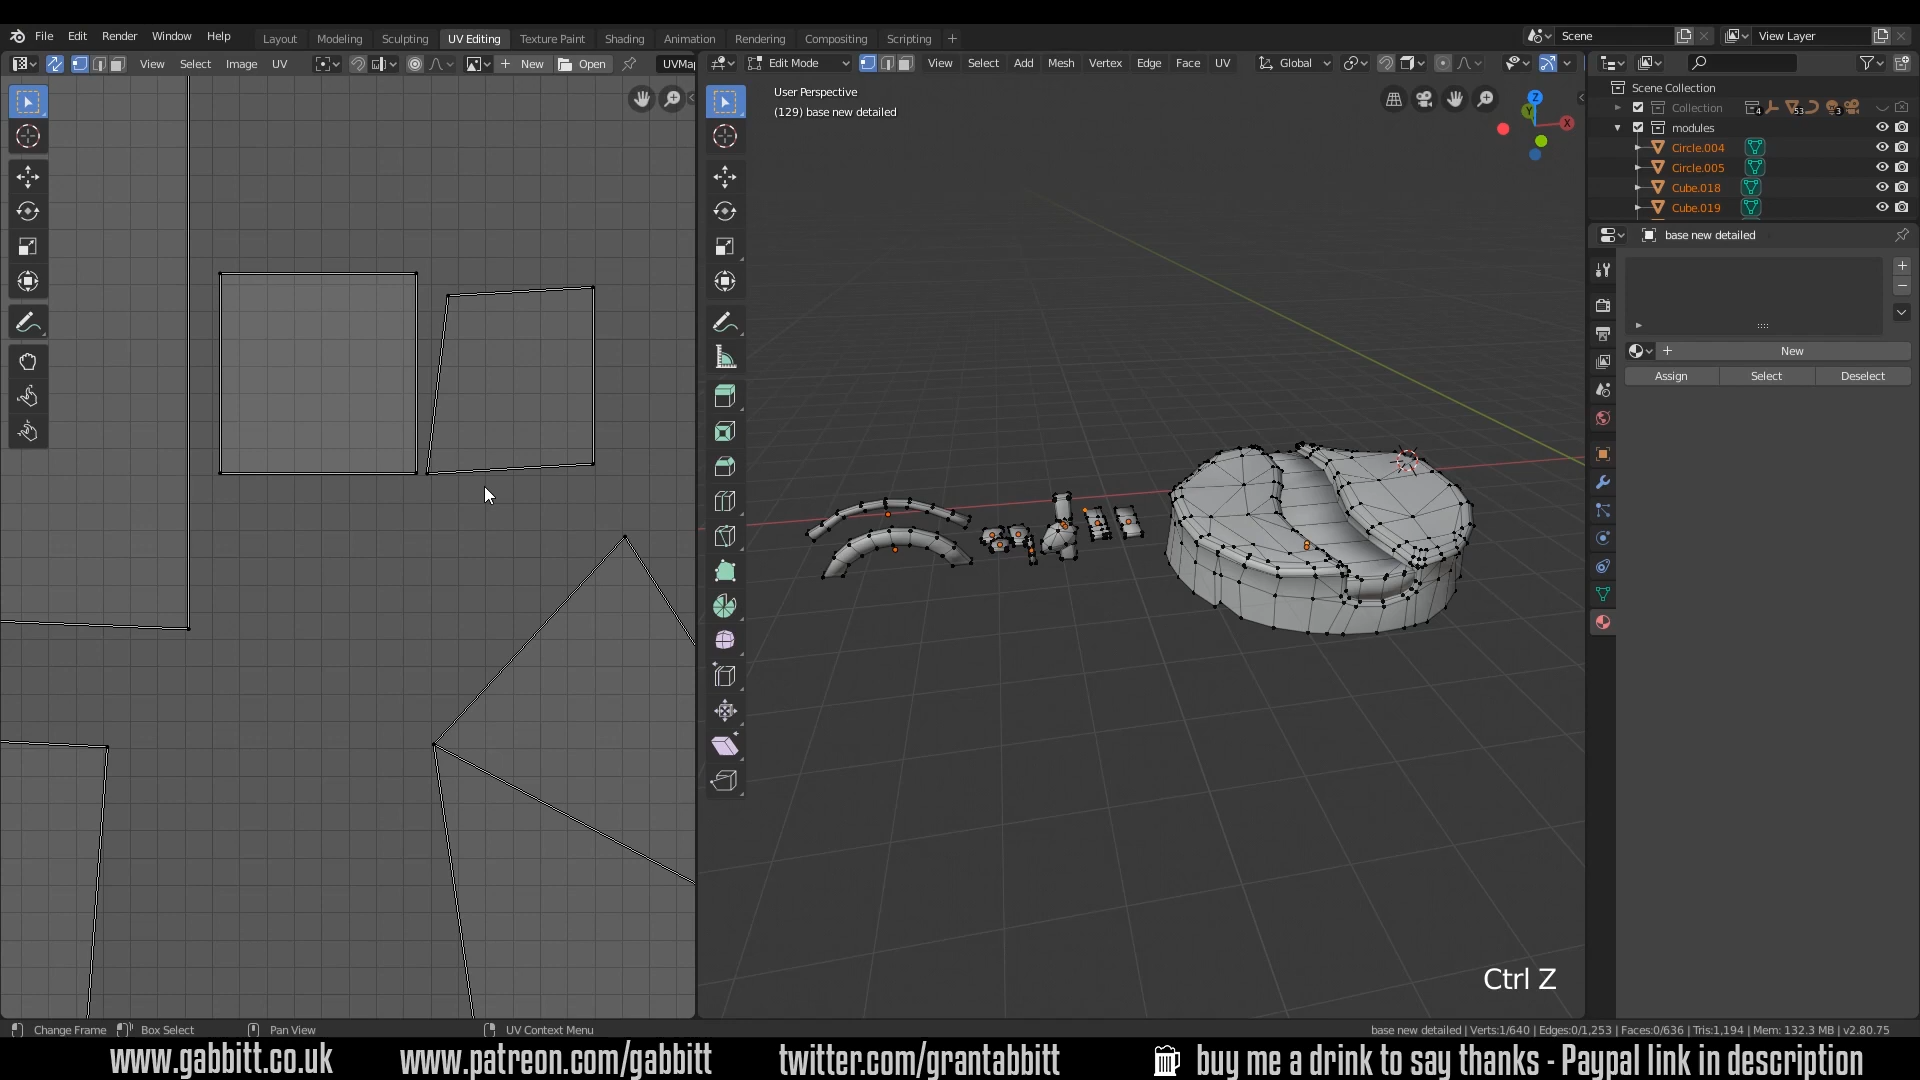 File Edit Render Window Help Layout Modeling Sculpting UV Editing Texture Paint Shading Animation Rendering Compositing Scripting + Scene View Layer
View Select Image UV New Open UVMap Edit Mode View Select Add Mesh Vertex Edge Face UV Global
User Perspective
(129) base new detailed
Scene Collection
Collection 4 53 3
modules
Circle.004
Circle.005
Cube.018
Cube.019
base new detailed
New
Assign Select Deselect
Z
Y
X
Ctrl Z
Change Frame Box Select Pan View UV Context Menu base new detailed | Verts:1/640 | Edges:0/1,253 | Faces:0/636 | Tris:1,194 | Mem: 132.3 MB | v2.80.75
www.gabbitt.co.uk www.patreon.com/gabbitt twitter.com/grantabbitt buy me a drink to say thanks - Paypal link in description